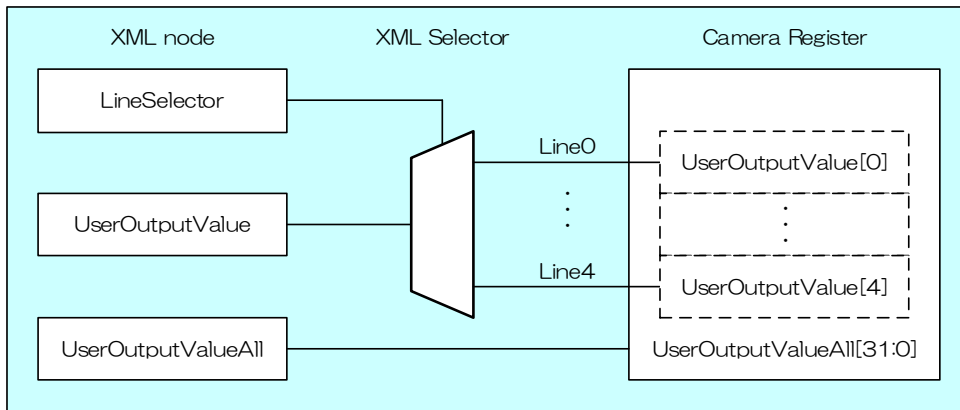 XML node XML Selector Camera Register
LineSelector
Line0
UserOutputValue[0]
UserOutputValue
Line4
UserOutputValue[4]
UserOutputValueAll
UserOutputValueAll[31:0]